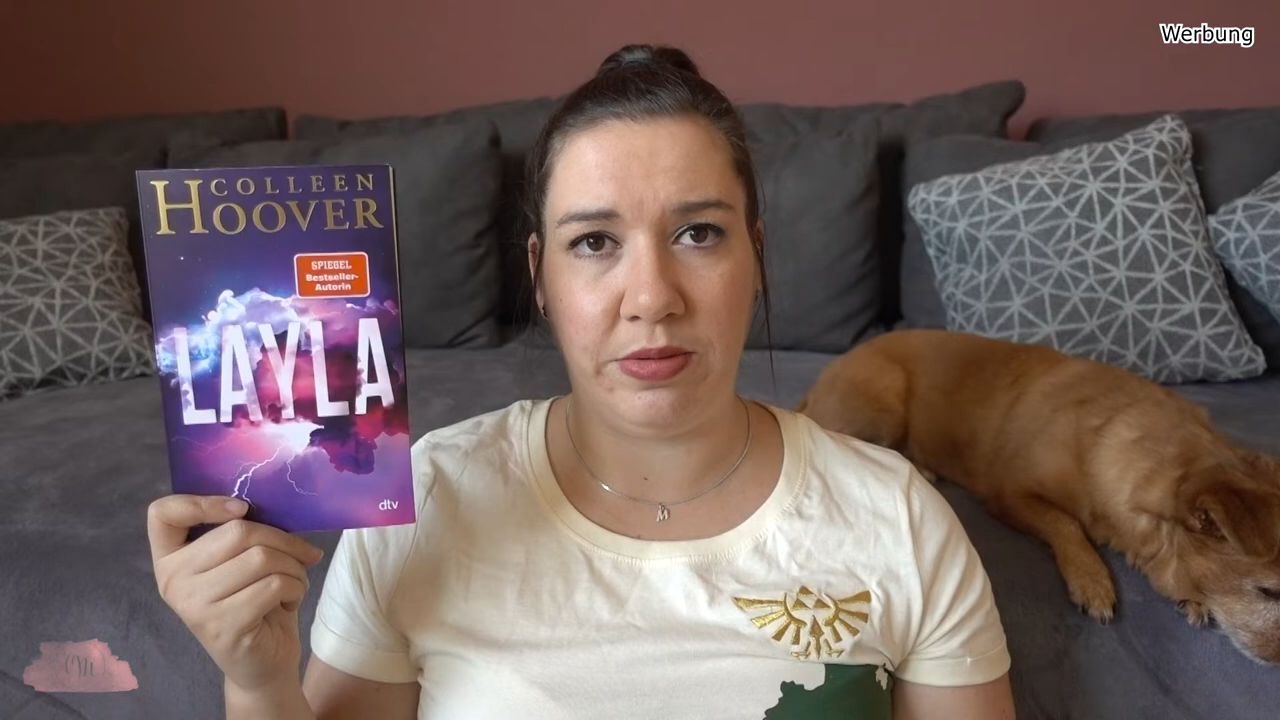 Werbung
COLLEEN
HOOVER
SPIEGEL
Bestseller-
Autorin
LAYLA
dtv
M
(M)